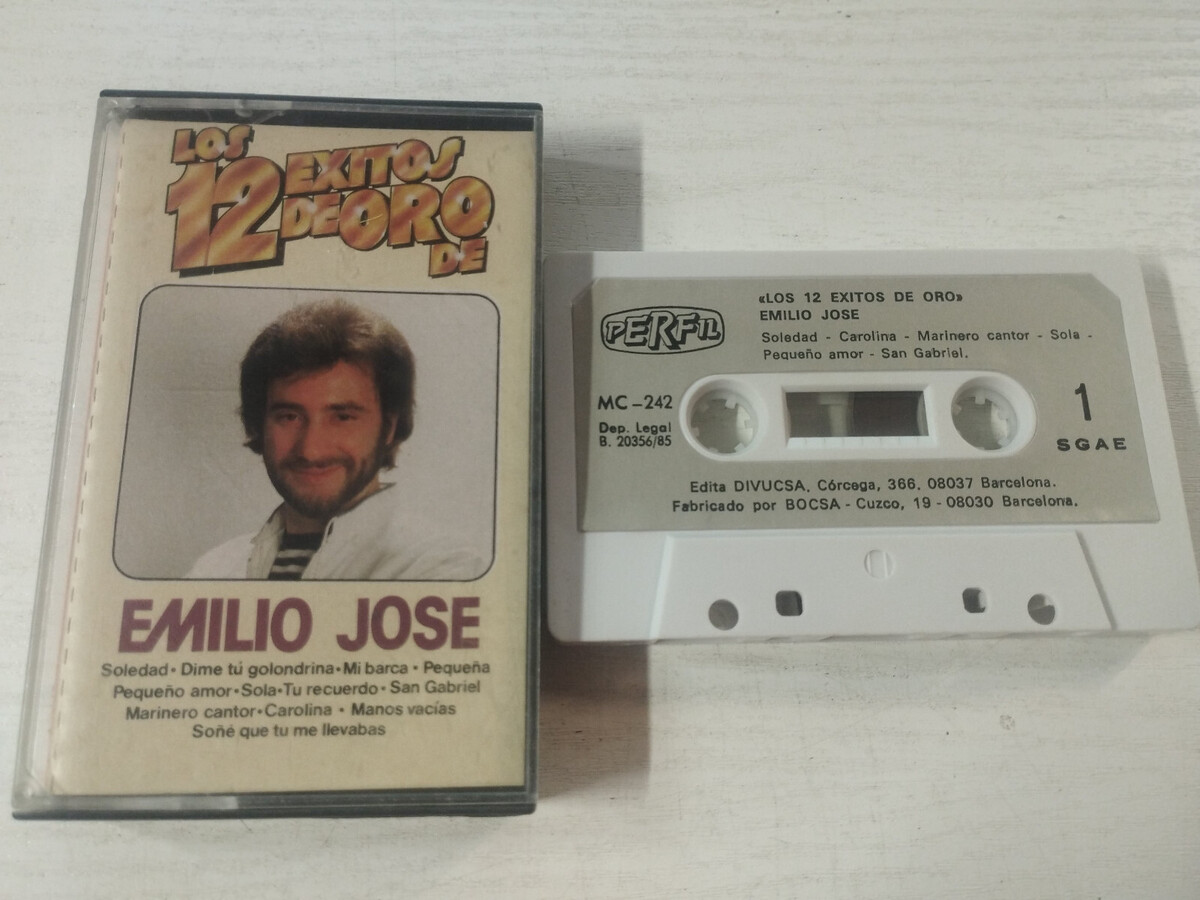 LOS
12 EXITOS
DE ORO
DE
EMILIO JOSE
Soledad • Dime tú golondrina • Mi barca • Pequeña
Pequeño amor • Sola • Tu recuerdo • San Gabriel
Marinero cantor • Carolina • Manos vacías
Soñé que tu me llevabas
PERFIL
«LOS 12 EXITOS DE ORO»
EMILIO JOSE
Soledad - Carolina - Marinero cantor - Sola -
Pequeño amor - San Gabriel.
MC-242
Dep. Legal
B. 20356/85
1
SGAE
Edita DIVUCSA, Córcega, 366. 08037 Barcelona.
Fabricado por BOCSA - Cuzco, 19 - 08030 Barcelona.